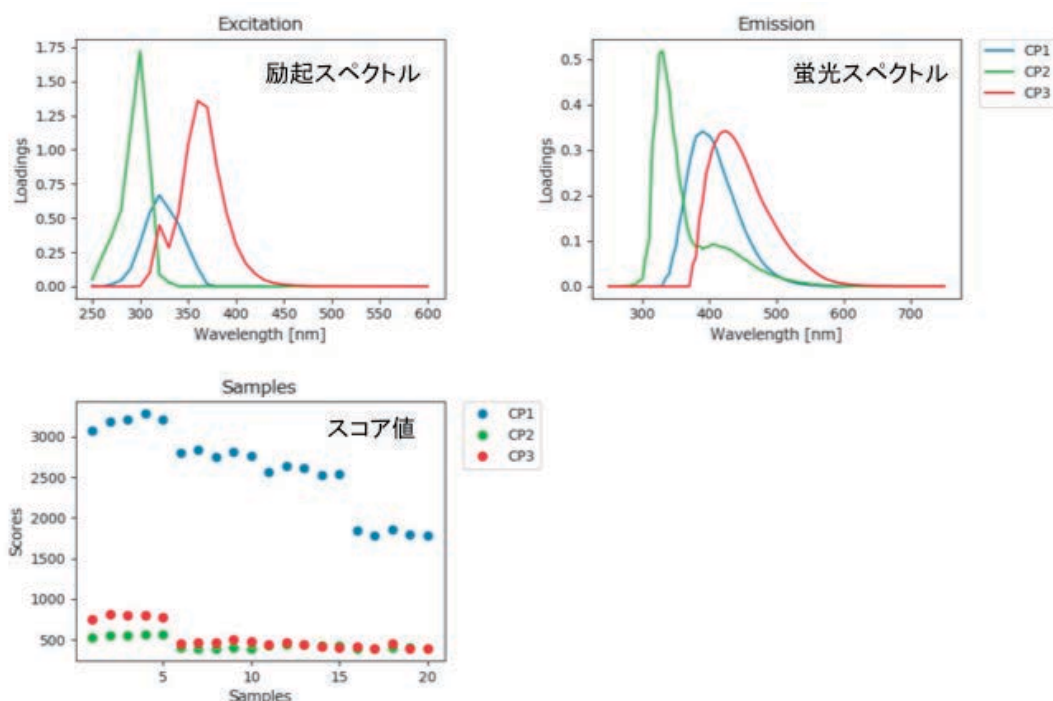 Excitation
励起スペクトル
1.75
1.50
1.25
1.00
0.75
0.50
0.25
0.00
Loadings
250 300 350 400 450 500 550 600
Wavelength [nm]
Emission
蛍光スペクトル
0.5
0.4
0.3
0.2
0.1
0.0
Loadings
300 400 500 600 700
Wavelength [nm]
CP1
CP2
CP3
Samples
スコア値
3000
2500
2000
1500
1000
500
Scores
5 10 15 20
Samples
CP1
CP2
CP3